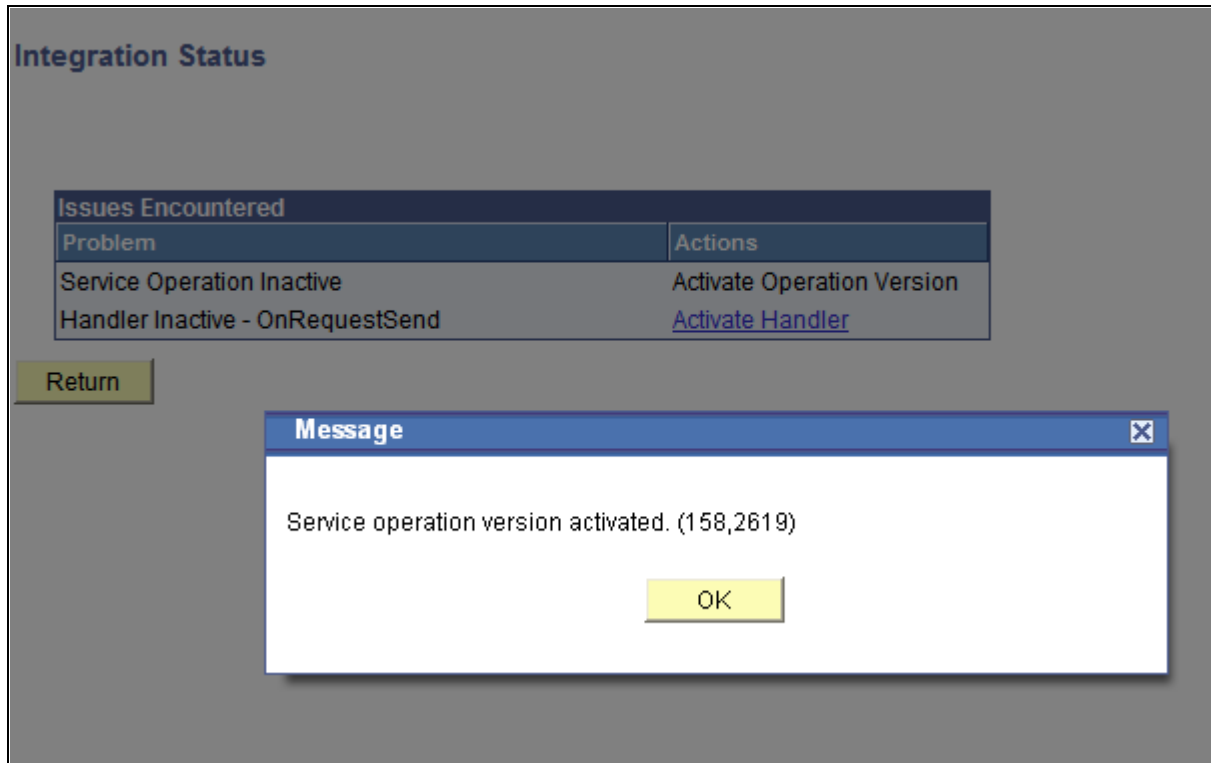 Integration Status
Issues Encountered
Problem Actions
Service Operation Inactive Activate Operation Version
Handler Inactive - OnRequestSend Activate Handler
Return
Message
Service operation version activated. (158,2619)
OK